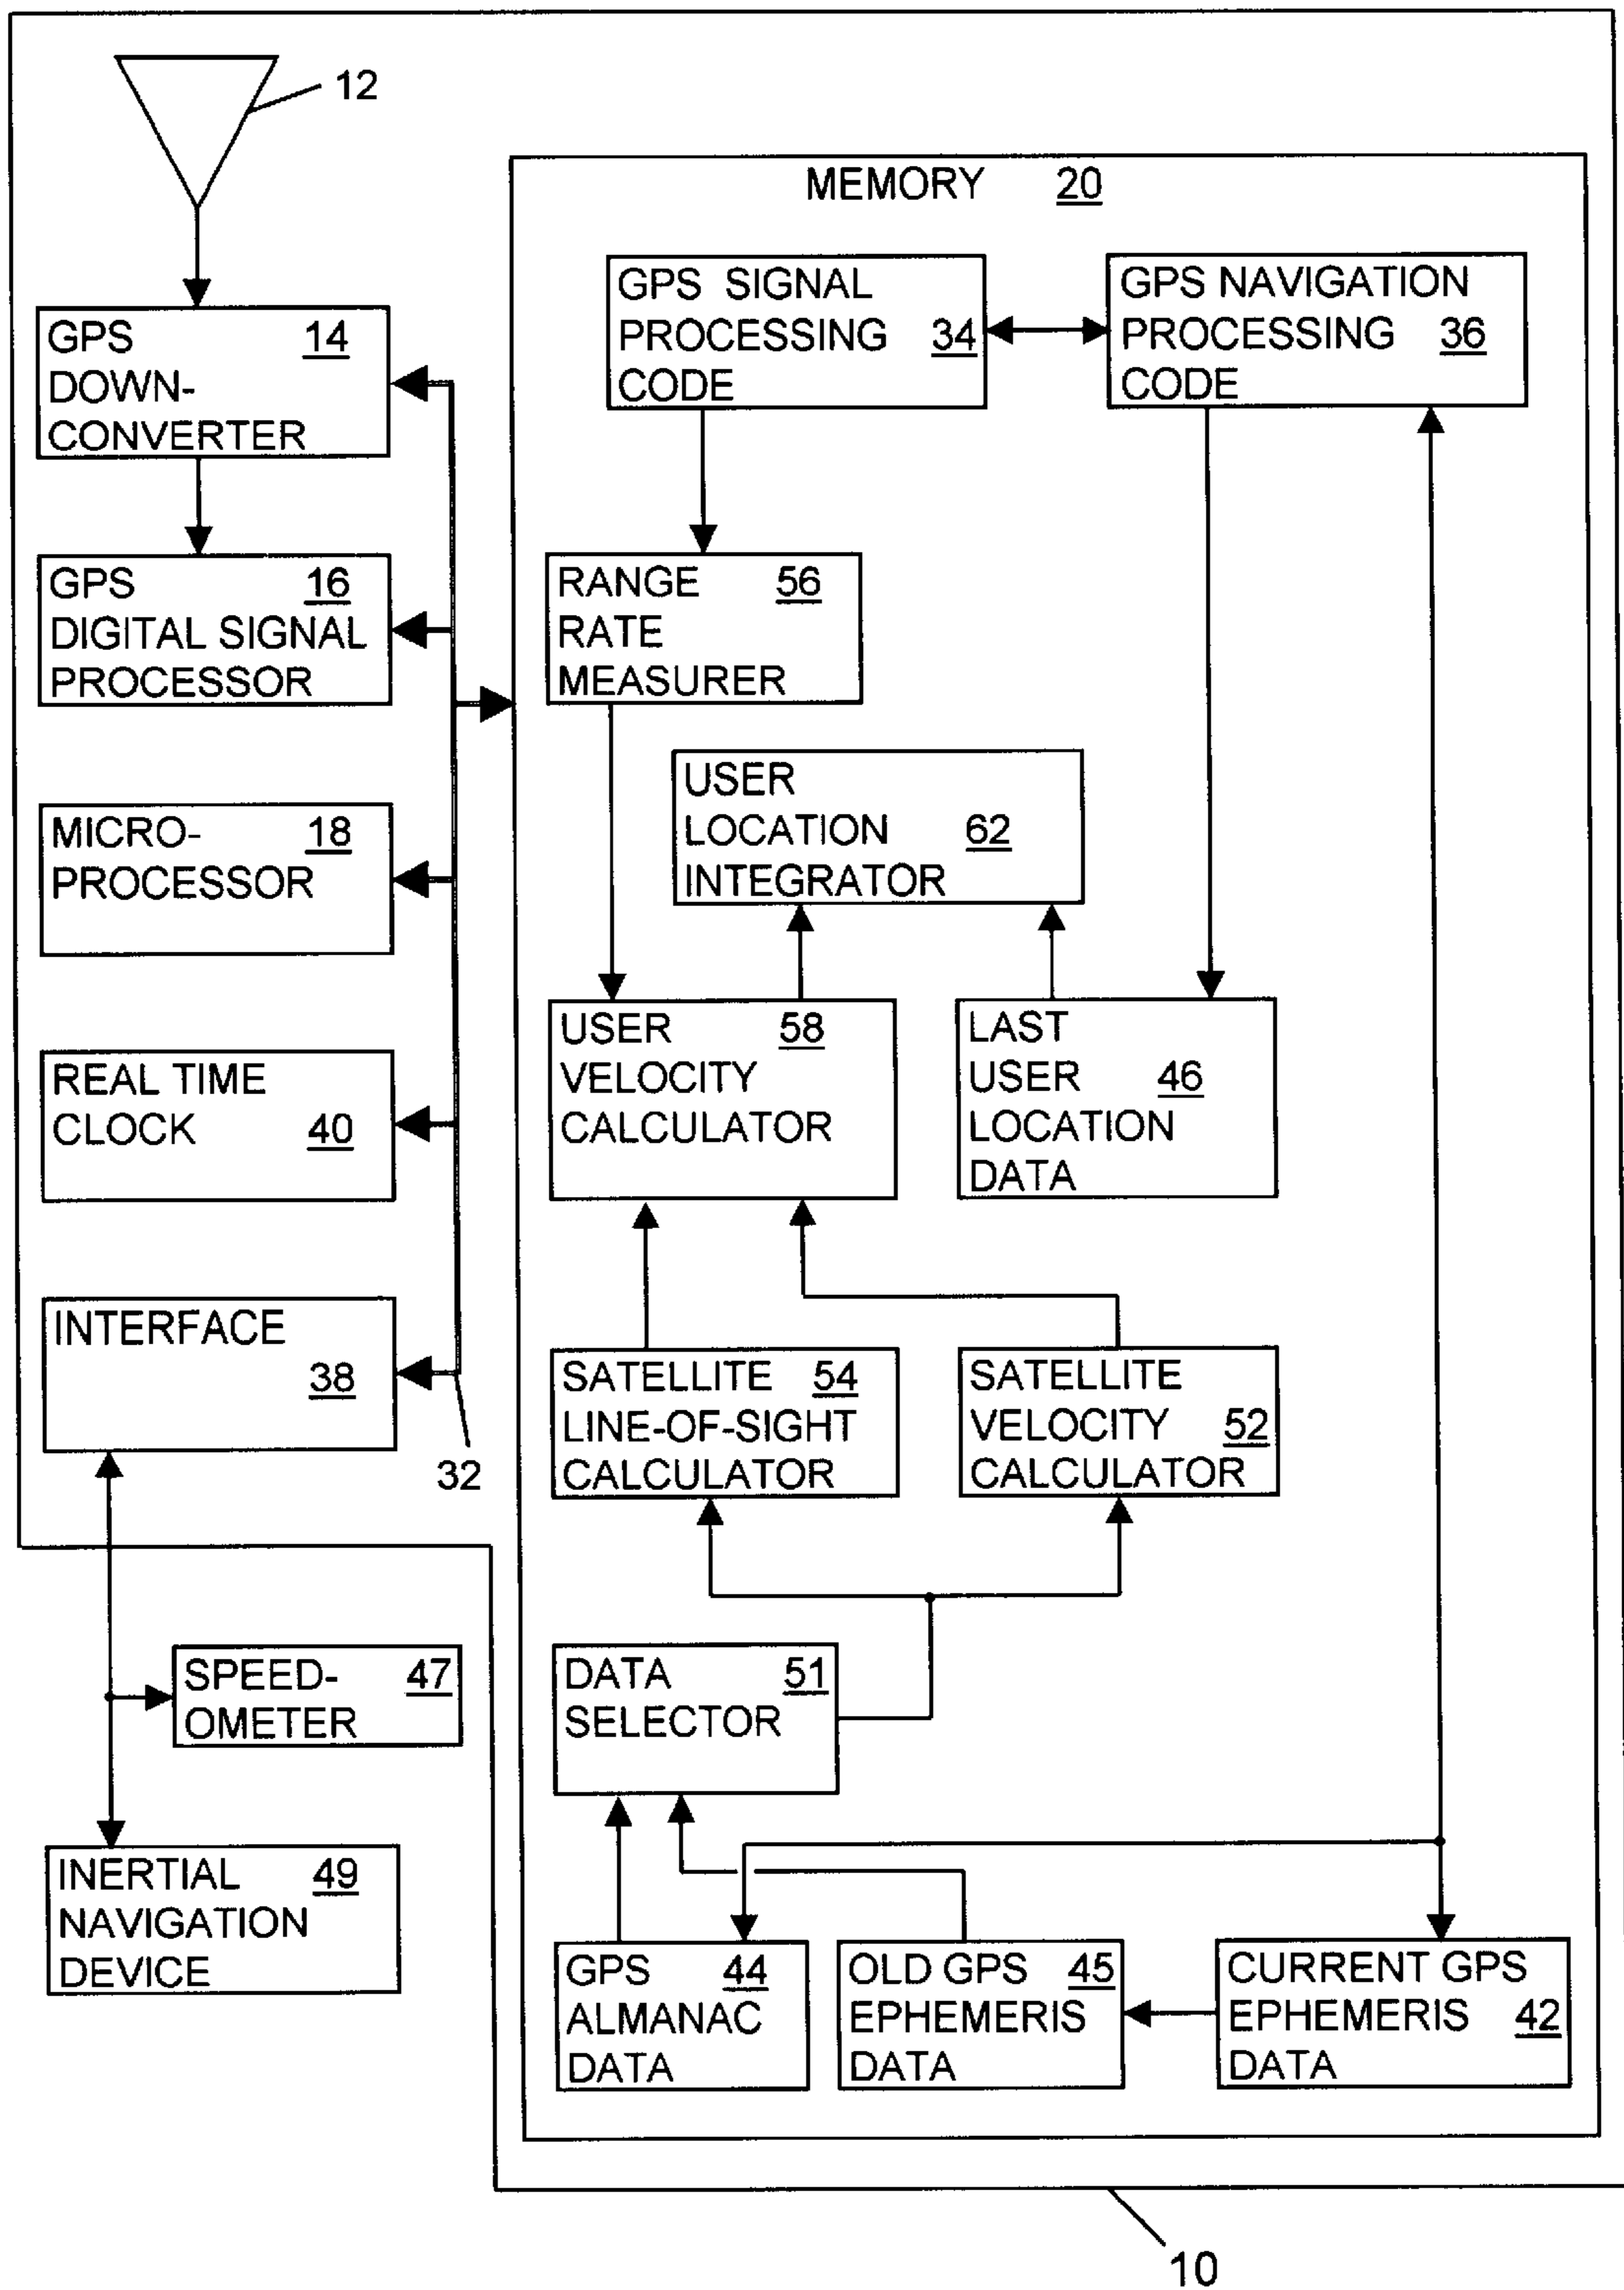 12
MEMORY 20
GPS SIGNAL
PROCESSING 34
CODE
GPS NAVIGATION
PROCESSING 36
CODE
GPS 14
DOWN-
CONVERTER
GPS 16
DIGITAL SIGNAL
PROCESSOR
RANGE 56
RATE
MEASURER
MICRO- 18
PROCESSOR
USER
LOCATION 62
INTEGRATOR
REAL TIME
CLOCK 40
USER 58
VELOCITY
CALCULATOR
LAST
USER 46
LOCATION
DATA
INTERFACE
38
32
SATELLITE 54
LINE-OF-SIGHT
CALCULATOR
SATELLITE
VELOCITY 52
CALCULATOR
SPEED- 47
OMETER
DATA 51
SELECTOR
INERTIAL 49
NAVIGATION
DEVICE
GPS 44
ALMANAC
DATA
OLD GPS 45
EPHEMERIS
DATA
CURRENT GPS
EPHEMERIS 42
DATA
10